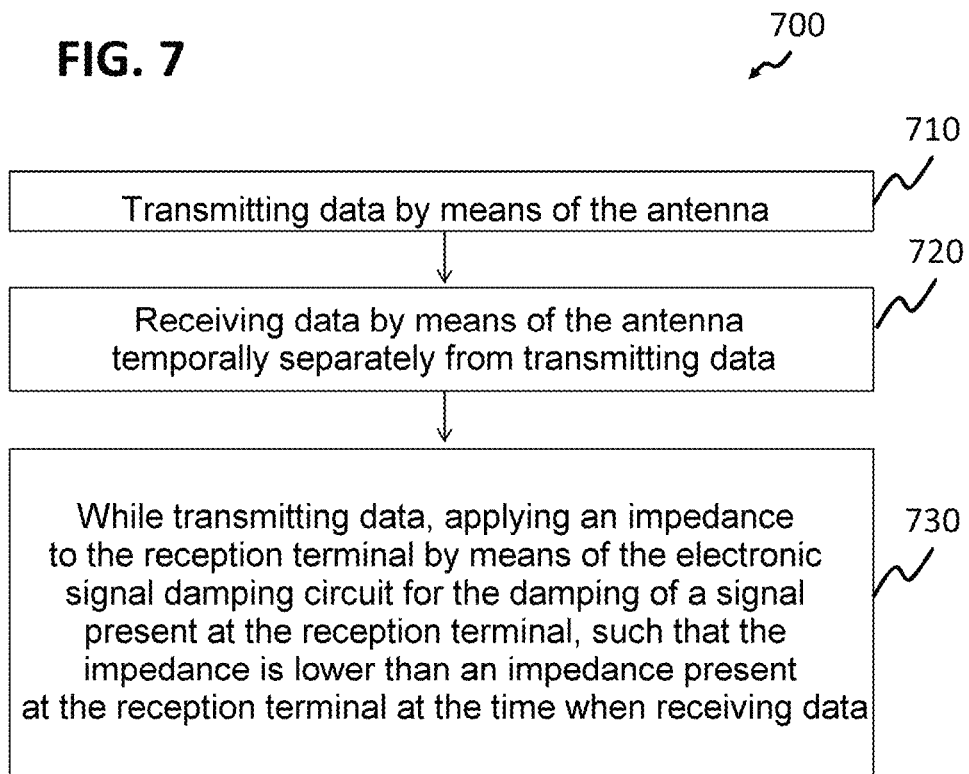 FIG. 7
700
710
Transmitting data by means of the antenna
720
Receiving data by means of the antenna
temporally separately from transmitting data
730
While transmitting data, applying an impedance
to the reception terminal by means of the electronic
signal damping circuit for the damping of a signal
present at the reception terminal, such that the
impedance is lower than an impedance present
at the reception terminal at the time when receiving data